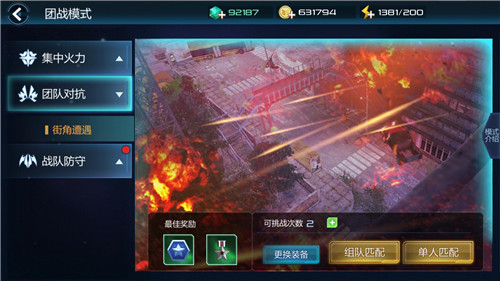 团战模式
92187
631794
1381/200
集中火力
团队对抗
街角遭遇
战队防守
模式
介绍
最佳奖励
可挑战次数 2
更换装备
组队匹配
单人匹配